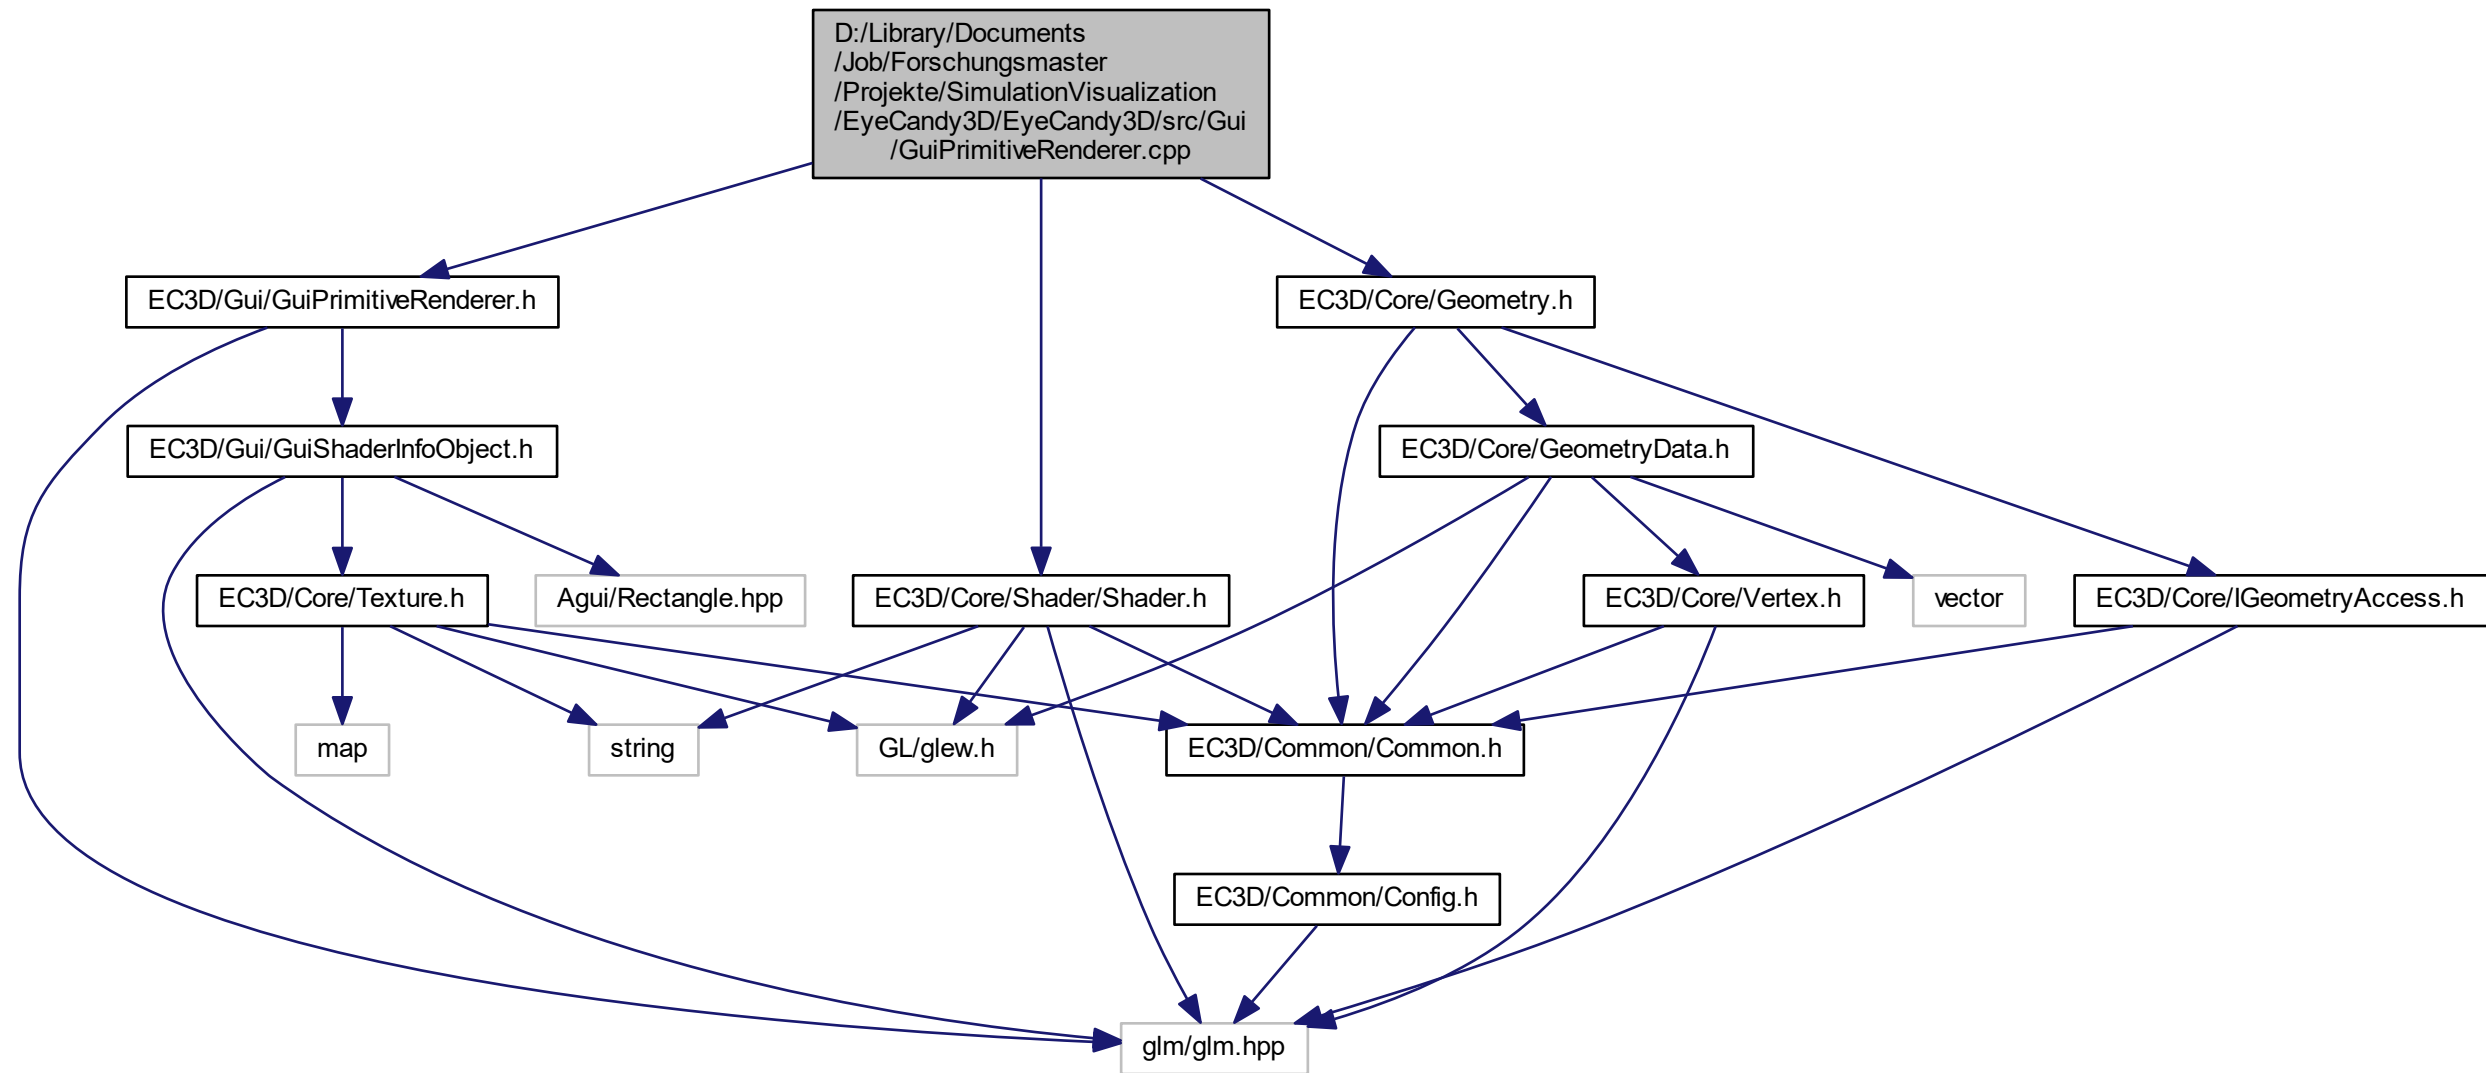 D:/Library/Documents
/Job/Forschungsmaster
/Projekte/SimulationVisualization
/EyeCandy3D/EyeCandy3D/src/Gui
/GuiPrimitiveRenderer.cpp
EC3D/Gui/GuiPrimitiveRenderer.h
EC3D/Core/Geometry.h
EC3D/Gui/GuiShaderInfoObject.h
EC3D/Core/GeometryData.h
EC3D/Core/Texture.h
Agui/Rectangle.hpp
EC3D/Core/Shader/Shader.h
EC3D/Core/Vertex.h
vector
EC3D/Core/IGeometryAccess.h
map
string
GL/glew.h
EC3D/Common/Common.h
EC3D/Common/Config.h
glm/glm.hpp